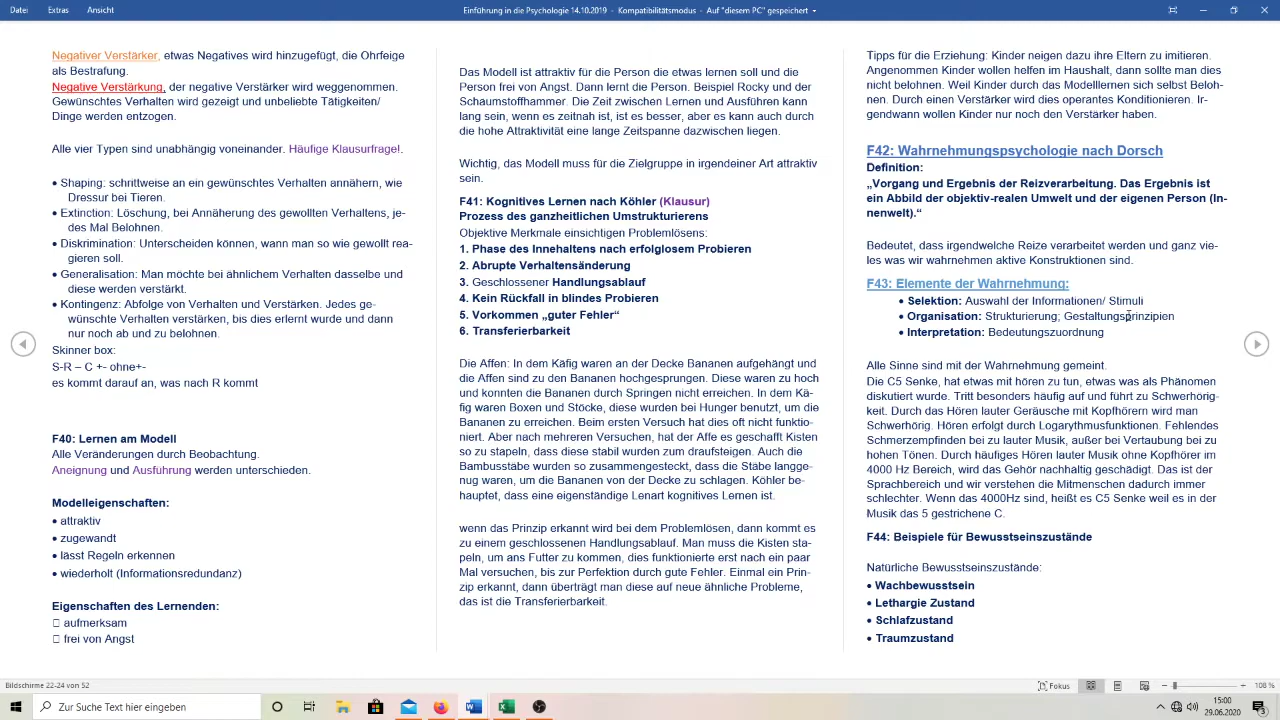 Datei Extras Ansicht
Einführung in die Psychologie 14.10.2019 - Kompatibilitätsmodus - Auf "diesem PC" gespeichert
Negativer Verstärker, etwas Negatives wird hinzugefügt, die Ohrfeige
als Bestrafung.
Negative Verstärkung, der negative Verstärker wird weggenommen.
Gewünschtes Verhalten wird gezeigt und unbeliebte Tätigkeiten/
Dinge werden entzogen.
Alle vier Typen sind unabhängig voneinander. Häufige Klausurfrage!.
• Shaping: schrittweise an ein gewünschtes Verhalten annähern, wie
Dressur bei Tieren.
• Extinction: Löschung, bei Annäherung des gewollten Verhaltens, je-
des Mal Belohnen.
• Diskrimination: Unterscheiden können, wann man so wie gewollt rea-
gieren soll.
• Generalisation: Man möchte bei ähnlichem Verhalten dasselbe und
diese werden verstärkt.
• Kontingenz: Abfolge von Verhalten und Verstärken. Jedes ge-
wünschte Verhalten verstärken, bis dies erlernt wurde und dann
nur noch ab und zu belohnen.
Skinner box:
S-R – C +- ohne+-
es kommt darauf an, was nach R kommt
F40: Lernen am Modell
Alle Veränderungen durch Beobachtung.
Aneignung und Ausführung werden unterschieden.
Modelleigenschaften:
• attraktiv
• zugewandt
• lässt Regeln erkennen
• wiederholt (Informationsredundanz)
Eigenschaften des Lernenden:
□ aufmerksam
□ frei von Angst
Das Modell ist attraktiv für die Person die etwas lernen soll und die
Person frei von Angst. Dann lernt die Person. Beispiel Rocky und der
Schaumstoffhammer. Die Zeit zwischen Lernen und Ausführen kann
lang sein, wenn es zeitnah ist, ist es besser, aber es kann auch durch
die hohe Attraktivität eine lange Zeitspanne dazwischen liegen.
Wichtig, das Modell muss für die Zielgruppe in irgendeiner Art attraktiv
sein.
F41: Kognitives Lernen nach Köhler (Klausur)
Prozess des ganzheitlichen Umstrukturierens
Objektive Merkmale einsichtigen Problemlösens:
1. Phase des Innehaltens nach erfolglosem Probieren
2. Abrupte Verhaltensänderung
3. Geschlossener Handlungsablauf
4. Kein Rückfall in blindes Probieren
5. Vorkommen „guter Fehler“
6. Transferierbarkeit
Die Affen: In dem Käfig waren an der Decke Bananen aufgehängt und
die Affen sind zu den Bananen hochgesprungen. Diese waren zu hoch
und konnten die Bananen durch Springen nicht erreichen. In dem Kä-
fig waren Boxen und Stöcke, diese wurden bei Hunger benutzt, um die
Bananen zu erreichen. Beim ersten Versuch hat dies oft nicht funktio-
niert. Aber nach mehreren Versuchen, hat der Affe es geschafft Kisten
so zu stapeln, dass diese stabil wurden zum draufsteigen. Auch die
Bambusstäbe wurden so zusammengesteckt, dass die Stäbe langge-
nug waren, um die Bananen von der Decke zu schlagen. Köhler be-
hauptet, dass eine eigenständige Lenart kognitives Lernen ist.
wenn das Prinzip erkannt wird bei dem Problemlösen, dann kommt es
zu einem geschlossenen Handlungsablauf. Man muss die Kisten sta-
peln, um ans Futter zu kommen, dies funktionierte erst nach ein paar
Mal versuchen, bis zur Perfektion durch gute Fehler. Einmal ein Prin-
zip erkannt, dann überträgt man diese auf neue ähnliche Probleme,
das ist die Transferierbarkeit.
Tipps für die Erziehung: Kinder neigen dazu ihre Eltern zu imitieren.
Angenommen Kinder wollen helfen im Haushalt, dann sollte man dies
nicht belohnen. Weil Kinder durch das Modelllernen sich selbst Beloh-
nen. Durch einen Verstärker wird dies operantes Konditionieren. Ir-
gendwann wollen Kinder nur noch den Verstärker haben.
F42: Wahrnehmungspsychologie nach Dorsch
Definition:
„Vorgang und Ergebnis der Reizverarbeitung. Das Ergebnis ist
ein Abbild der objektiv-realen Umwelt und der eigenen Person (In-
nenwelt).“
Bedeutet, dass irgendwelche Reize verarbeitet werden und ganz vie-
les was wir wahrnehmen aktive Konstruktionen sind.
F43: Elemente der Wahrnehmung:
• Selektion: Auswahl der Informationen/ Stimuli
• Organisation: Strukturierung; Gestaltungsprinzipien
• Interpretation: Bedeutungszuordnung
Alle Sinne sind mit der Wahrnehmung gemeint.
Die C5 Senke, hat etwas mit hören zu tun, etwas was als Phänomen
diskutiert wurde. Tritt besonders häufig auf und führt zu Schwerhörig-
keit. Durch das Hören lauter Geräusche mit Kopfhörern wird man
Schwerhörig. Hören erfolgt durch Logarythmusfunktionen. Fehlendes
Schmerzempfinden bei zu lauter Musik, außer bei Vertaubung bei zu
hohen Tönen. Durch häufiges Hören lauter Musik ohne Kopfhörer im
4000 Hz Bereich, wird das Gehör nachhaltig geschädigt. Das ist der
Sprachbereich und wir verstehen die Mitmenschen dadurch immer
schlechter. Wenn das 4000Hz sind, heißt es C5 Senke weil es in der
Musik das 5 gestrichene C.
F44: Beispiele für Bewusstseinszustände
Natürliche Bewusstseinszustände:
• Wachbewusstsein
• Lethargie Zustand
• Schlafzustand
• Traumzustand
Bildschirme 22-24 von 52
Fokus
108 %
Zur Suche Text hier eingeben
15:00
29.06.2020
3